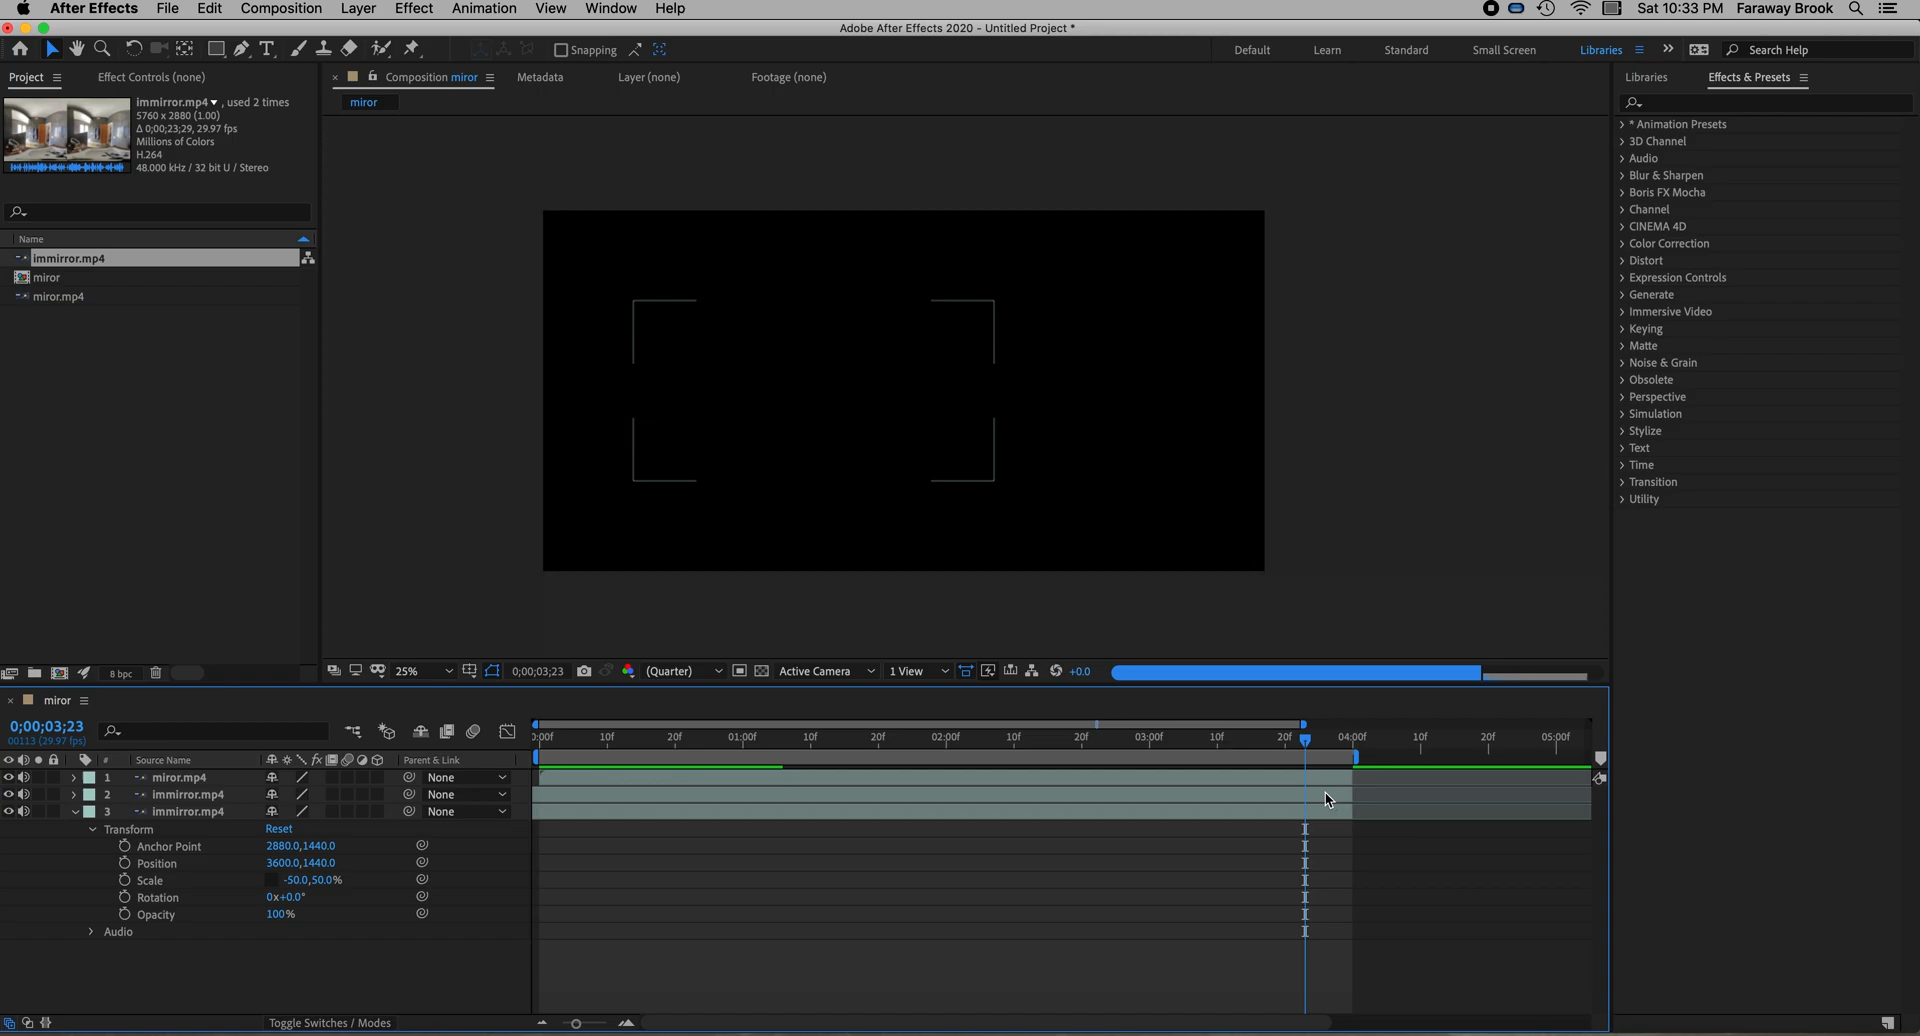 After Effects File Edit Composition Layer Effect Animation View Window Help Sat 10:33 PM Faraway Brook
Adobe After Effects 2020 - Untitled Project *
Snapping Default Learn Standard Small Screen Libraries Search Help
Project Effect Controls (none) Composition miror Metadata Layer (none) Footage (none) Libraries Effects & Presets
immirror.mp4 , used 2 times
5760 x 2880 (1.00)
Δ 0;00;23;29, 29.97 fps
Millions of Colors
H.264
48.000 kHz / 32 bit U / Stereo
miror
Name
immirror.mp4
miror
miror.mp4
* Animation Presets
3D Channel
Audio
Blur & Sharpen
Boris FX Mocha
Channel
CINEMA 4D
Color Correction
Distort
Expression Controls
Generate
Immersive Video
Keying
Matte
Noise & Grain
Obsolete
Perspective
Simulation
Stylize
Text
Time
Transition
Utility
8 bpc 25% 0;00;03;23 (Quarter) Active Camera 1 View +0.0
miror
0;00;03;23
00113 (29.97 fps)
0:00f 10f 20f 01:00f 10f 20f 02:00f 10f 20f 03:00f 10f 20f 04:00f 10f 20f 05:00f
# Source Name Parent & Link
1 miror.mp4 None
2 immirror.mp4 None
3 immirror.mp4 None
Transform Reset
Anchor Point 2880.0,1440.0
Position 3600.0,1440.0
Scale -50.0,50.0%
Rotation 0x+0.0°
Opacity 100%
Audio
Toggle Switches / Modes